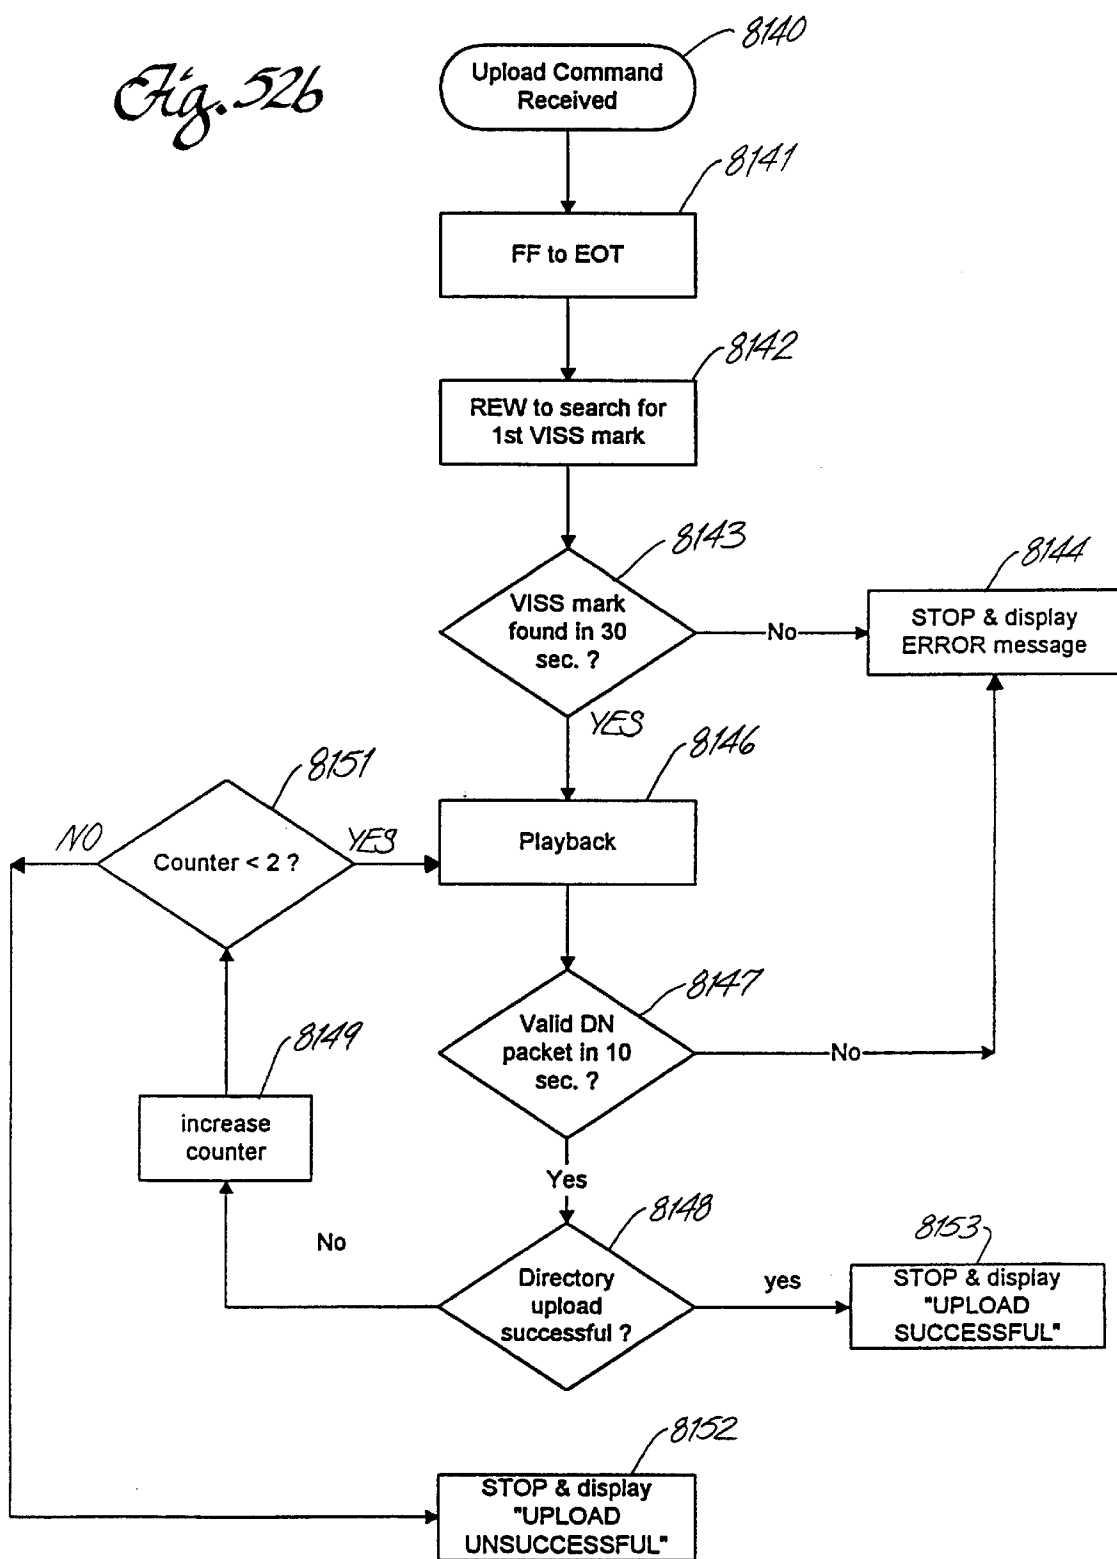 Fig. 52b
8140
Upload Command
Received
8141
FF to EOT
8142
REW to search for
1st VISS mark
8143
VISS mark
found in 30
sec. ?
No
8144
STOP & display
ERROR message
YES
8146
Playback
8151
Counter < 2 ?
NO
YES
8147
Valid DN
packet in 10
sec. ?
No
8149
increase
counter
Yes
8148
Directory
upload
successful ?
No
yes
8153
STOP & display
"UPLOAD
SUCCESSFUL"
8152
STOP & display
"UPLOAD
UNSUCCESSFUL"